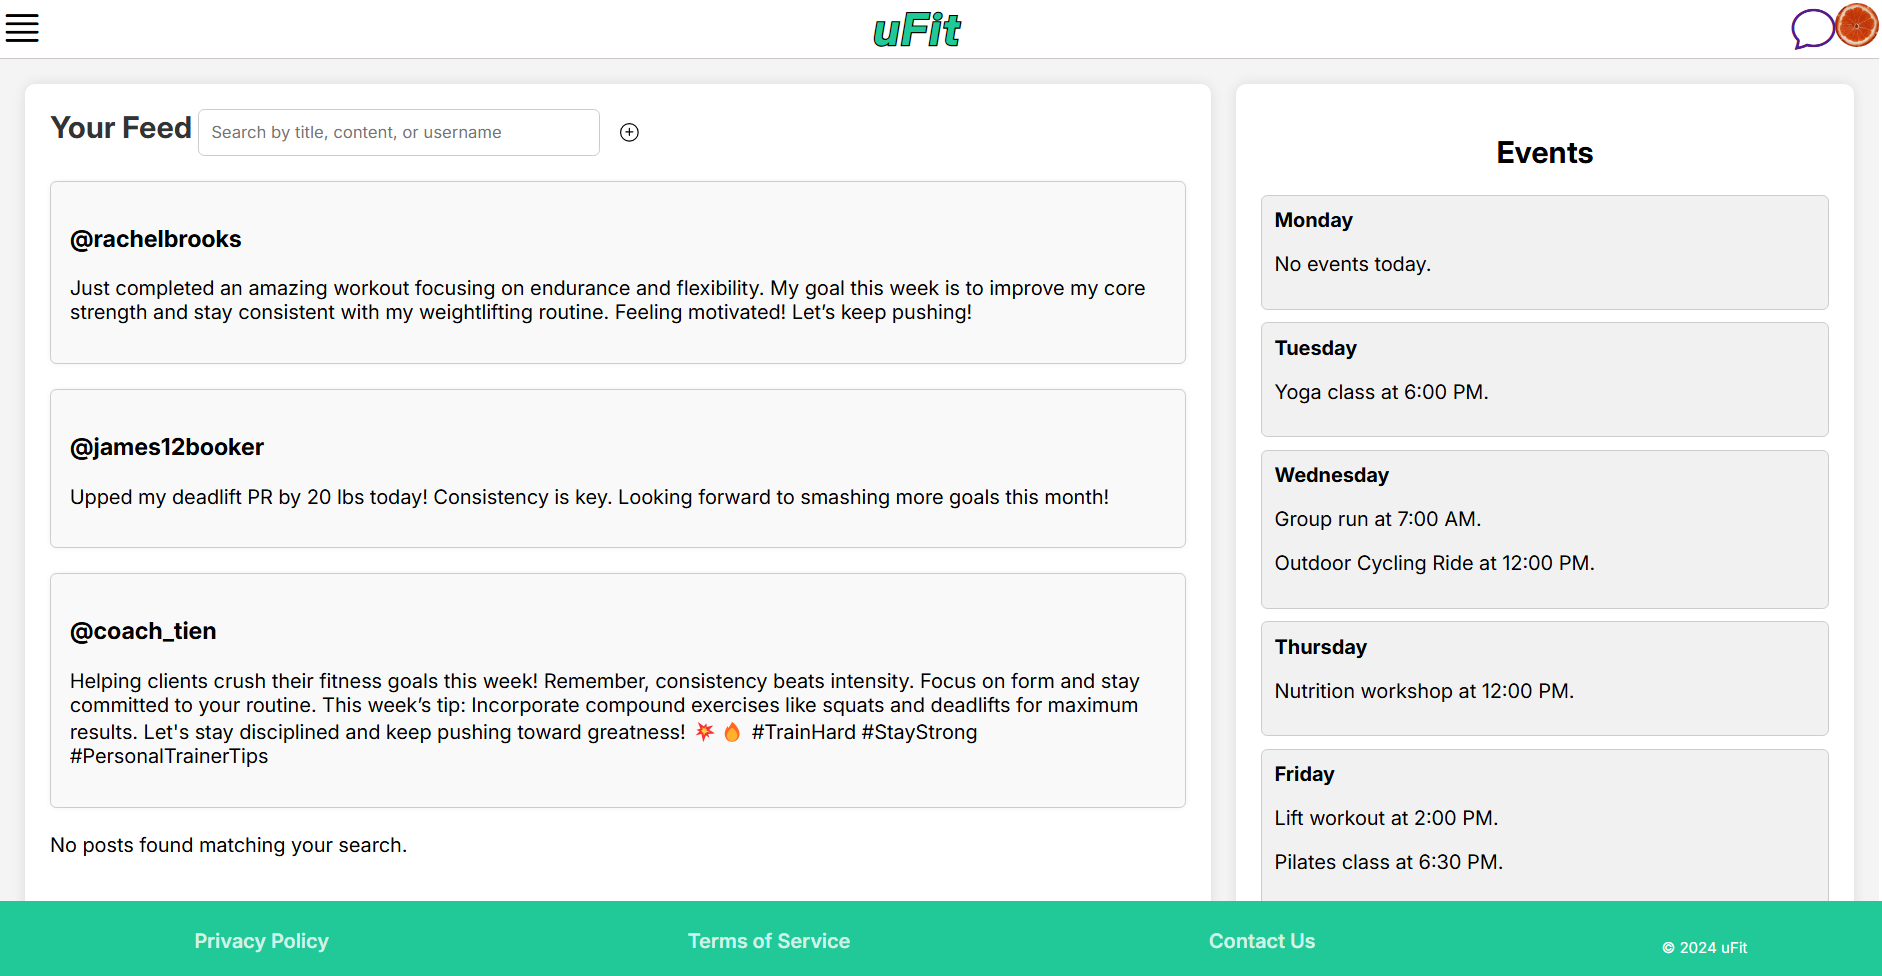 uFit
Your Feed
Search by title, content, or username
@rachelbrooks
Just completed an amazing workout focusing on endurance and flexibility. My goal this week is to improve my core
strength and stay consistent with my weightlifting routine. Feeling motivated! Let’s keep pushing!
@james12booker
Upped my deadlift PR by 20 lbs today! Consistency is key. Looking forward to smashing more goals this month!
@coach_tien
Helping clients crush their fitness goals this week! Remember, consistency beats intensity. Focus on form and stay
committed to your routine. This week’s tip: Incorporate compound exercises like squats and deadlifts for maximum
results. Let's stay disciplined and keep pushing toward greatness! 💥 🔥 #TrainHard #StayStrong
#PersonalTrainerTips
No posts found matching your search.
Events
Monday
No events today.
Tuesday
Yoga class at 6:00 PM.
Wednesday
Group run at 7:00 AM.
Outdoor Cycling Ride at 12:00 PM.
Thursday
Nutrition workshop at 12:00 PM.
Friday
Lift workout at 2:00 PM.
Pilates class at 6:30 PM.
Privacy Policy
Terms of Service
Contact Us
© 2024 uFit